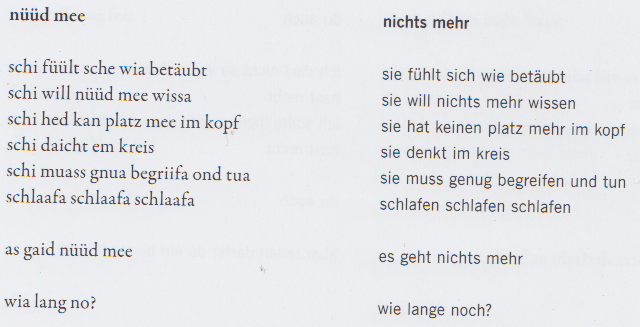 nüüd mee
schi füült sche wia betäubt
schi will nüüd mee wissa
schi hed kan platz mee im kopf
schi daicht em kreis
schi muass gnua begriifa ond tua
schlaafa schlaafa schlaafa
as gaid nüüd mee
wia lang no?
nichts mehr
sie fühlt sich wie betäubt
sie will nichts mehr wissen
sie hat keinen platz mehr im kopf
sie denkt im kreis
sie muss genug begreifen und tun
schlafen schlafen schlafen
es geht nichts mehr
wie lange noch?